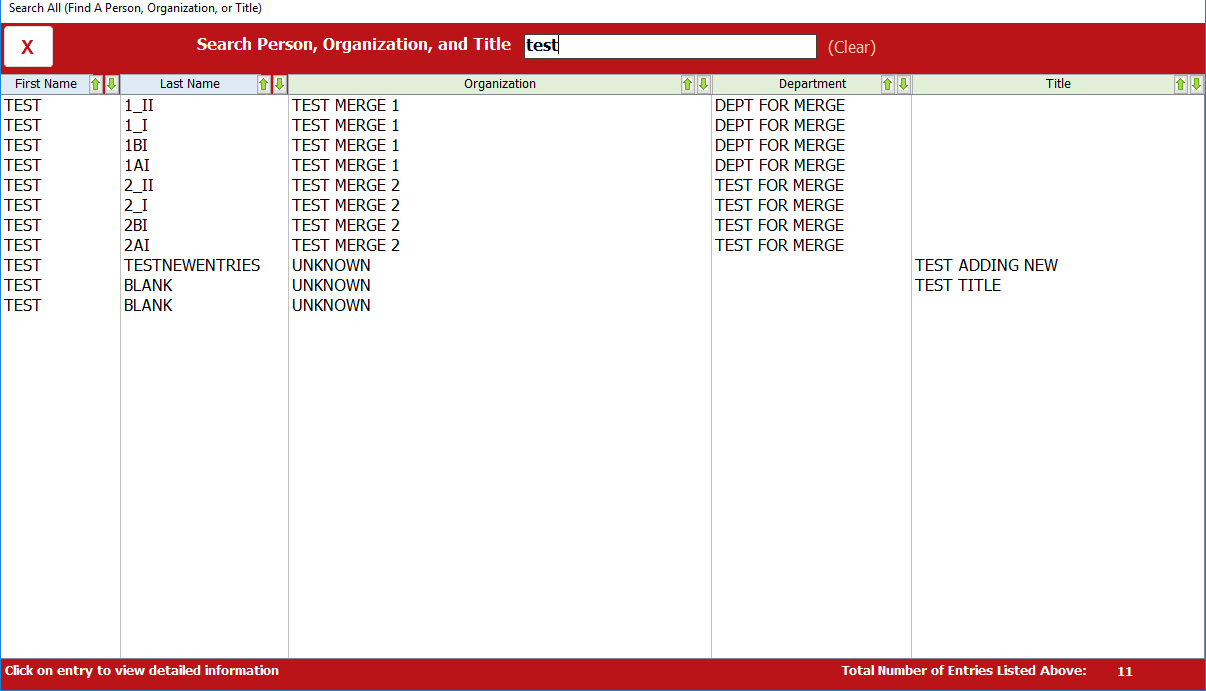 Search All (Find A Person, Organization, or Title)
X Search Person, Organization, and Title test (Clear)
First Name Last Name Organization Department Title
TEST 1_II TEST MERGE 1 DEPT FOR MERGE
TEST 1_I TEST MERGE 1 DEPT FOR MERGE
TEST 1BI TEST MERGE 1 DEPT FOR MERGE
TEST 1AI TEST MERGE 1 DEPT FOR MERGE
TEST 2_II TEST MERGE 2 TEST FOR MERGE
TEST 2_I TEST MERGE 2 TEST FOR MERGE
TEST 2BI TEST MERGE 2 TEST FOR MERGE
TEST 2AI TEST MERGE 2 TEST FOR MERGE
TEST TESTNEWENTRIES UNKNOWN TEST ADDING NEW
TEST BLANK UNKNOWN TEST TITLE
TEST BLANK UNKNOWN
Click on entry to view detailed information Total Number of Entries Listed Above: 11